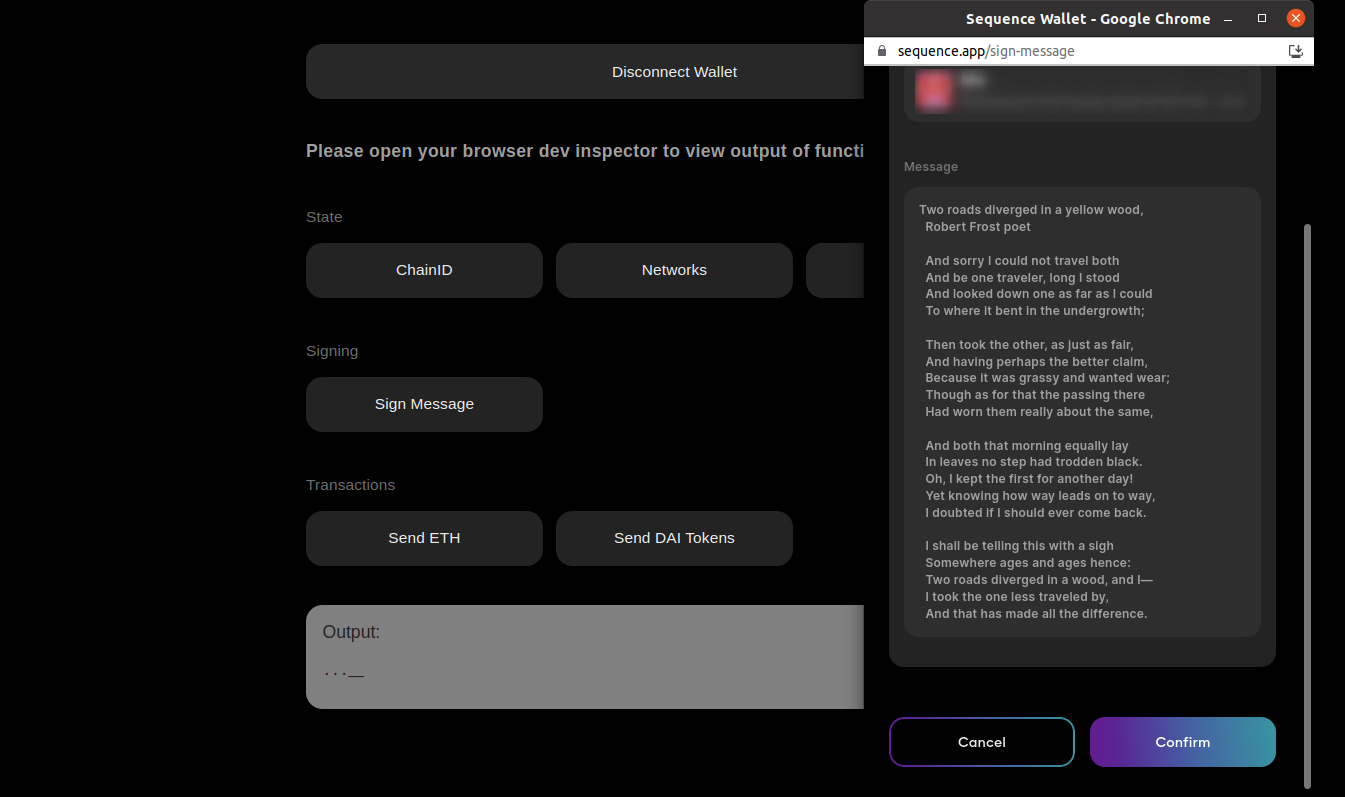 Disconnect Wallet
Please open your browser dev inspector to view output of functi
State
ChainID
Networks
Signing
Sign Message
Transactions
Send ETH
Send DAI Tokens
Output:
...
Sequence Wallet - Google Chrome
sequence.app/sign-message
Message
Two roads diverged in a yellow wood,
Robert Frost poet
And sorry I could not travel both
And be one traveler, long I stood
And looked down one as far as I could
To where it bent in the undergrowth;
Then took the other, as just as fair,
And having perhaps the better claim,
Because it was grassy and wanted wear;
Though as for that the passing there
Had worn them really about the same,
And both that morning equally lay
In leaves no step had trodden black.
Oh, I kept the first for another day!
Yet knowing how way leads on to way,
I doubted if I should ever come back.
I shall be telling this with a sigh
Somewhere ages and ages hence:
Two roads diverged in a wood, and I—
I took the one less traveled by,
And that has made all the difference.
Cancel
Confirm